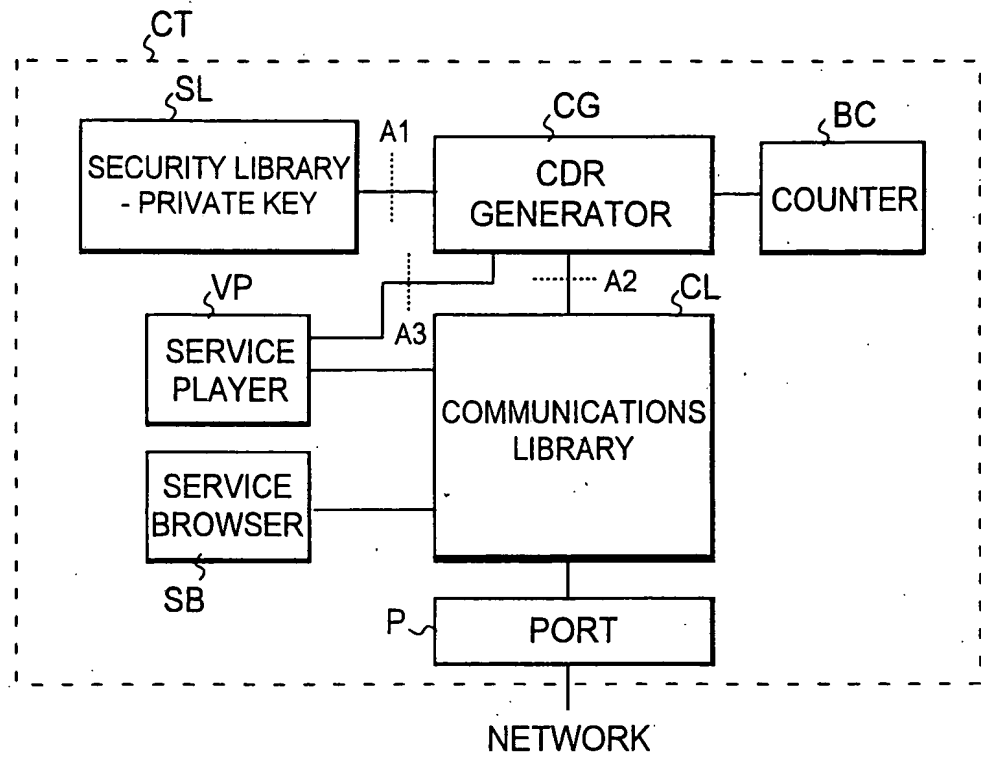 CT
SL
SECURITY LIBRARY
- PRIVATE KEY
A1
CG
CDR
GENERATOR
BC
COUNTER
VP
SERVICE
PLAYER
A3
A2
CL
COMMUNICATIONS
LIBRARY
SERVICE
BROWSER
SB
P
PORT
NETWORK